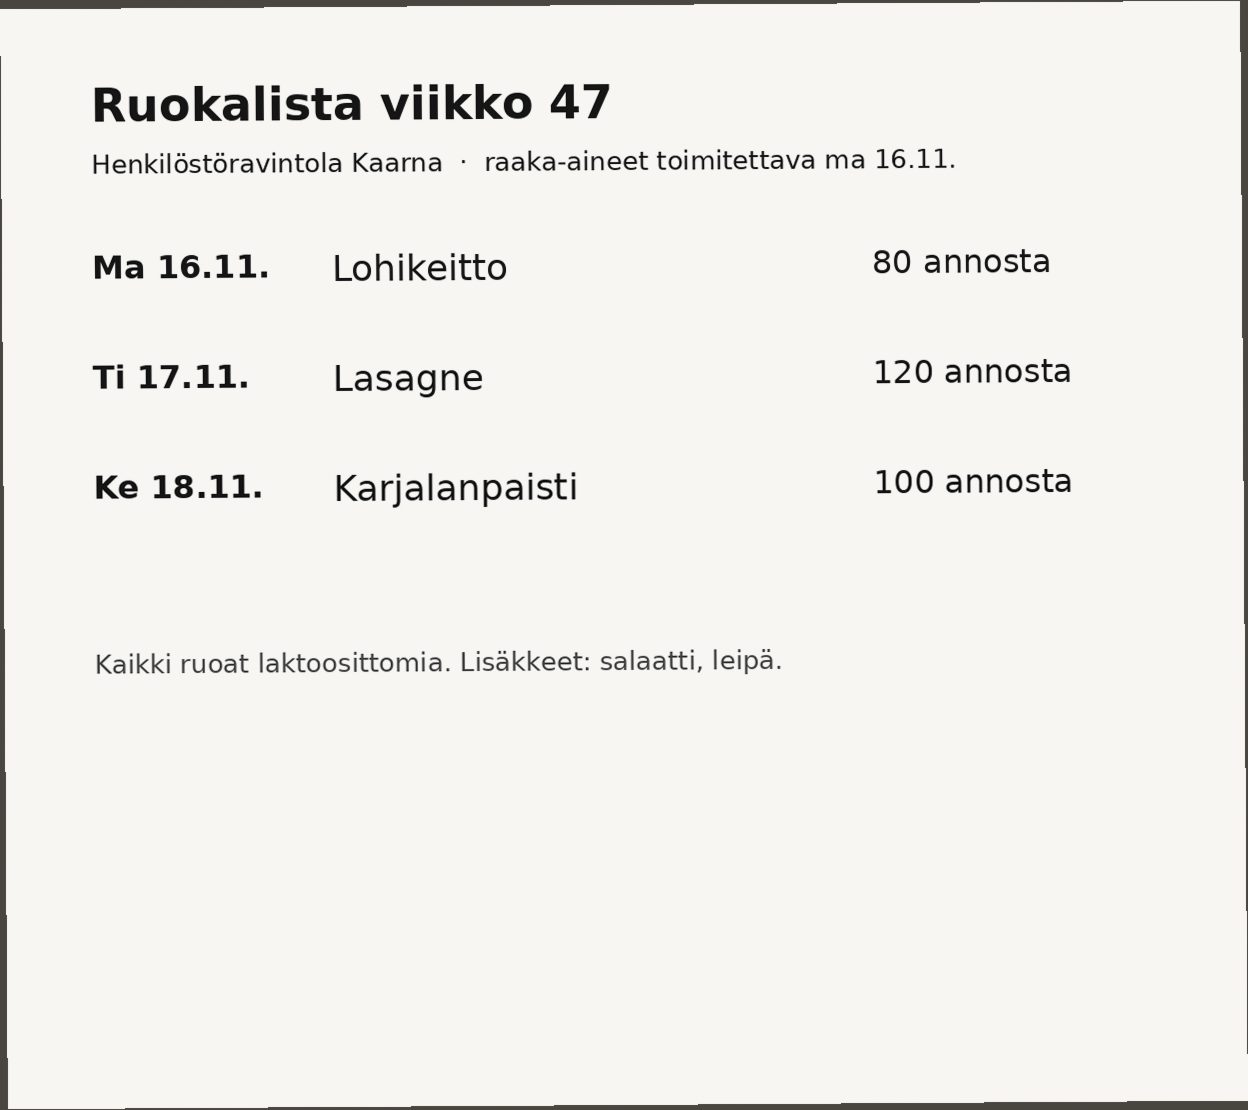 Ruokalista viikko 47
Henkilöstöravintola Kaarna · raaka-aineet toimitettava ma 16.11.
Ma 16.11. Lohikeitto 80 annosta
Ti 17.11. Lasagne 120 annosta
Ke 18.11. Karjalanpaisti 100 annosta
Kaikki ruoat laktoosittomia. Lisäkkeet: salaatti, leipä.